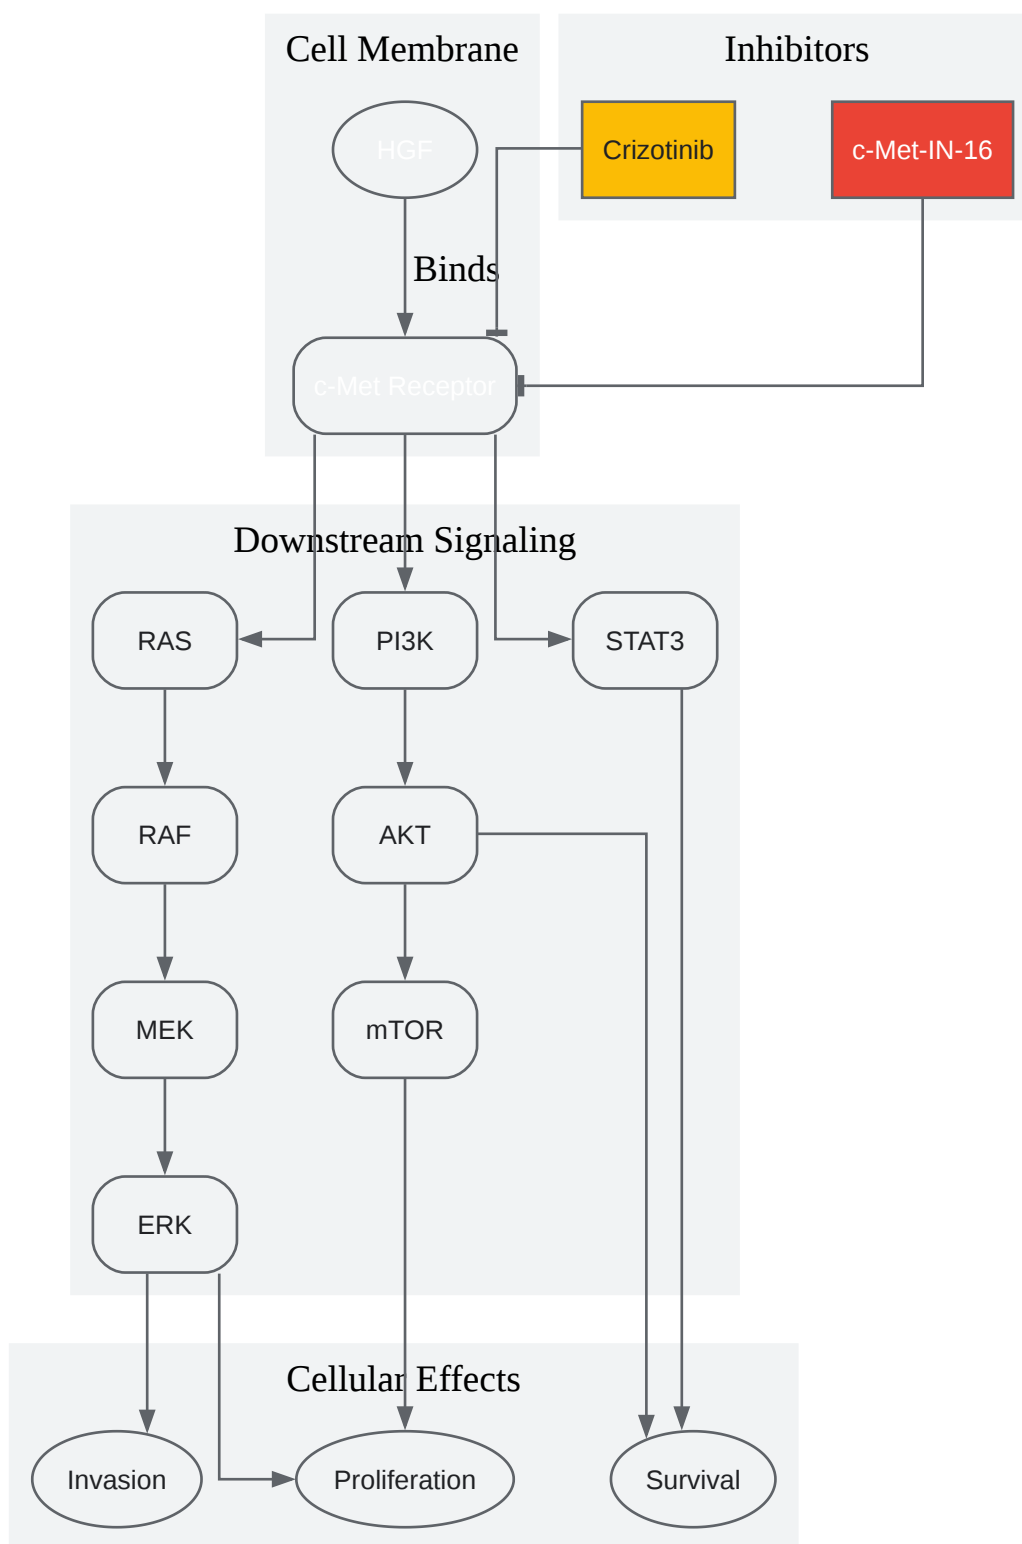 Cell Membrane
Inhibitors
HGF
Crizotinib
c-Met-IN-16
Binds
c-Met Receptor
Downstream Signaling
RAS
PI3K
STAT3
RAF
AKT
MEK
mTOR
ERK
Cellular Effects
Invasion
Proliferation
Survival